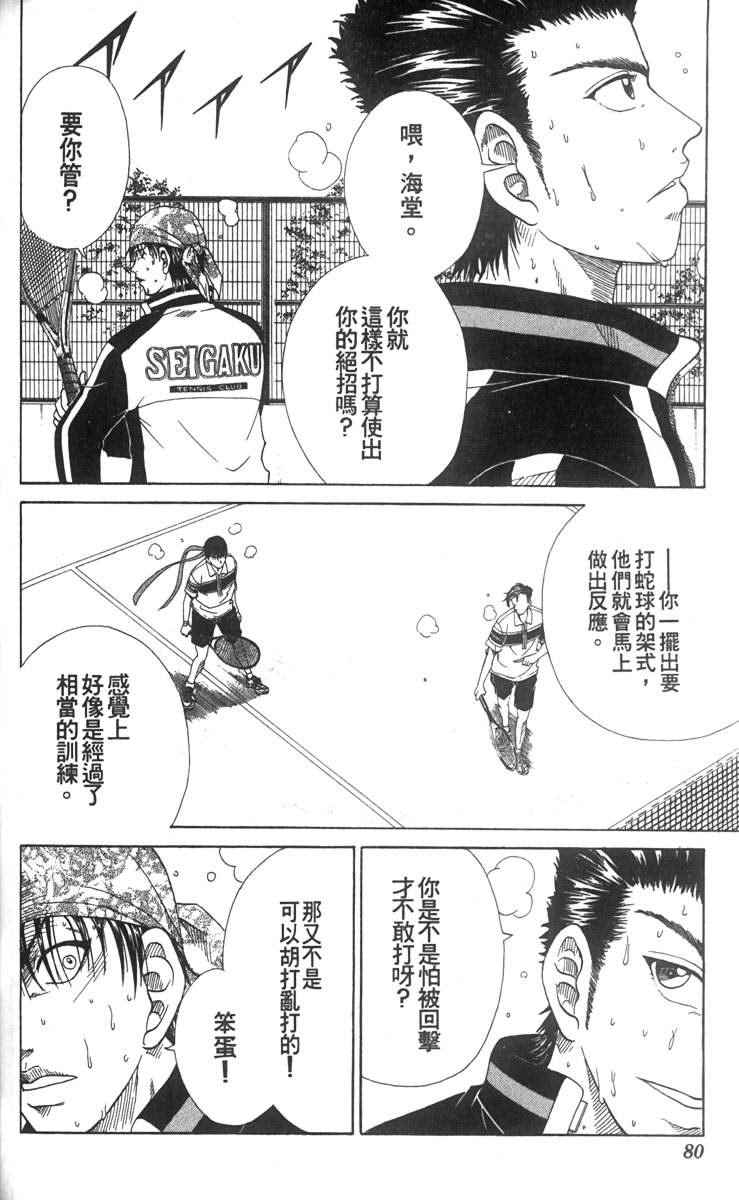 喂，海堂。
你就
這樣不打算使出
你的絕招嗎？
要你管？
SEIGAKU
TENNIS CLUB
——你一擺出要
打蛇球的架式，
他們就會馬上
做出反應。
感覺上
好像是經過了
相當的訓練。
你是不是怕被回擊
才不敢打呀？
那又不是
可以胡打亂打的！
笨蛋！
80